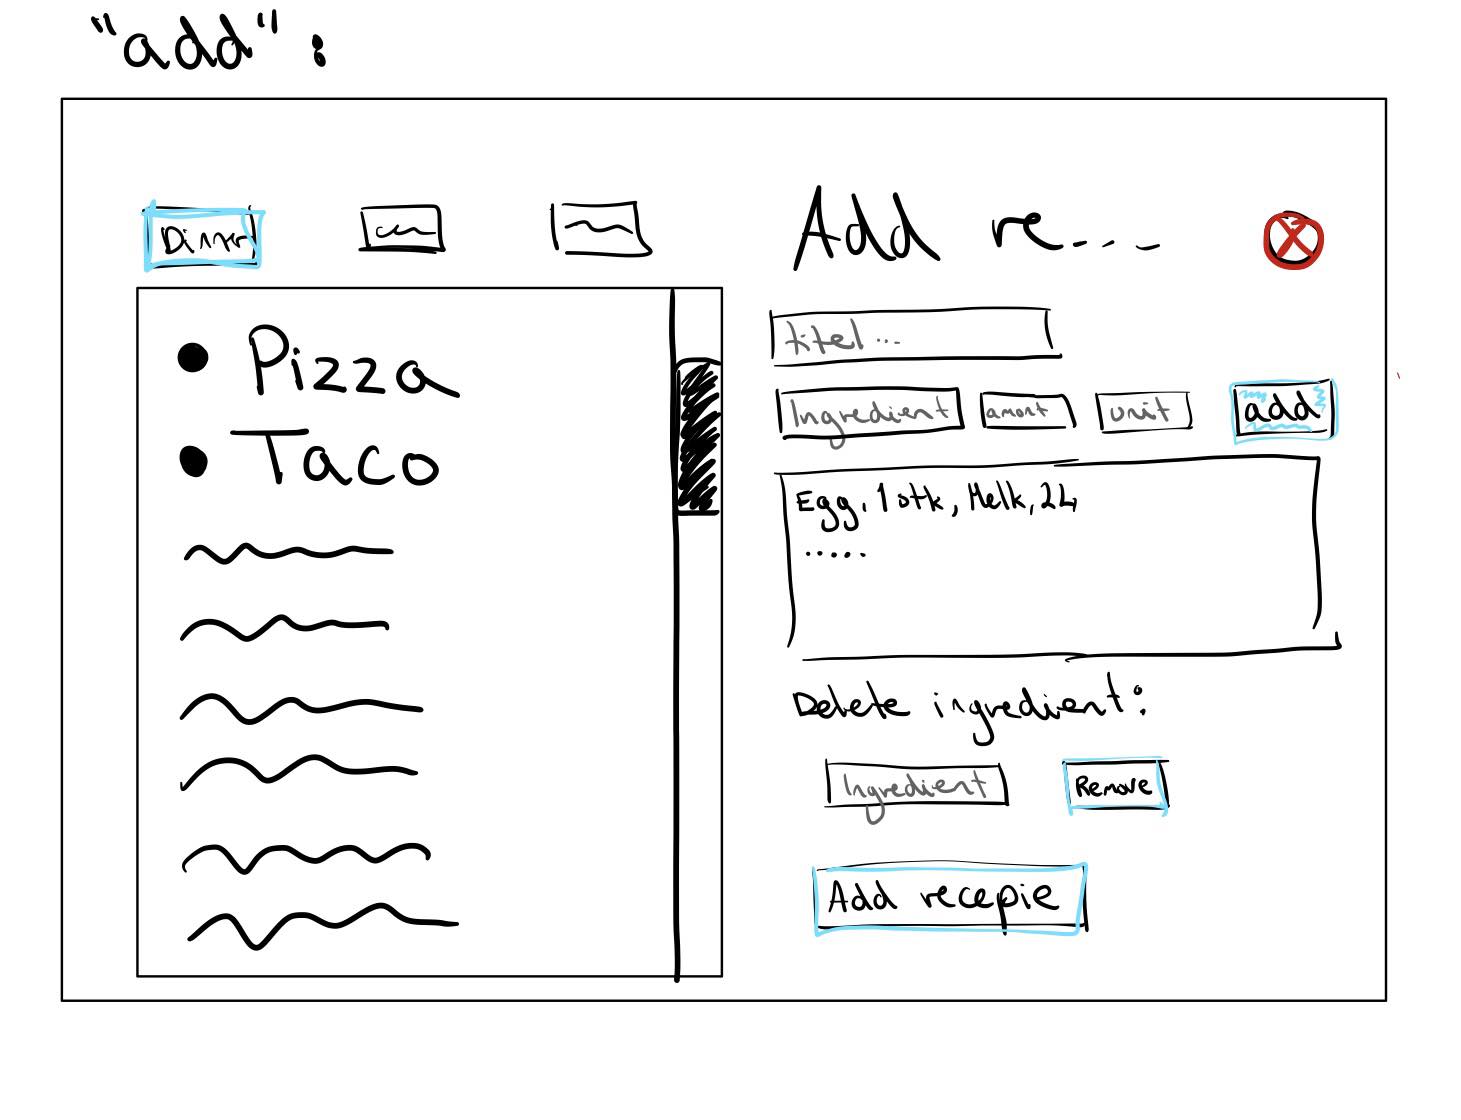 "add":
Dinner
Pizza
Taco
Add re....
titel ...
Ingredient amont unit add
Egg, 1 stk, Melk, 2L,
.....
Delete ingredient:
Ingredient Remove
Add recepie